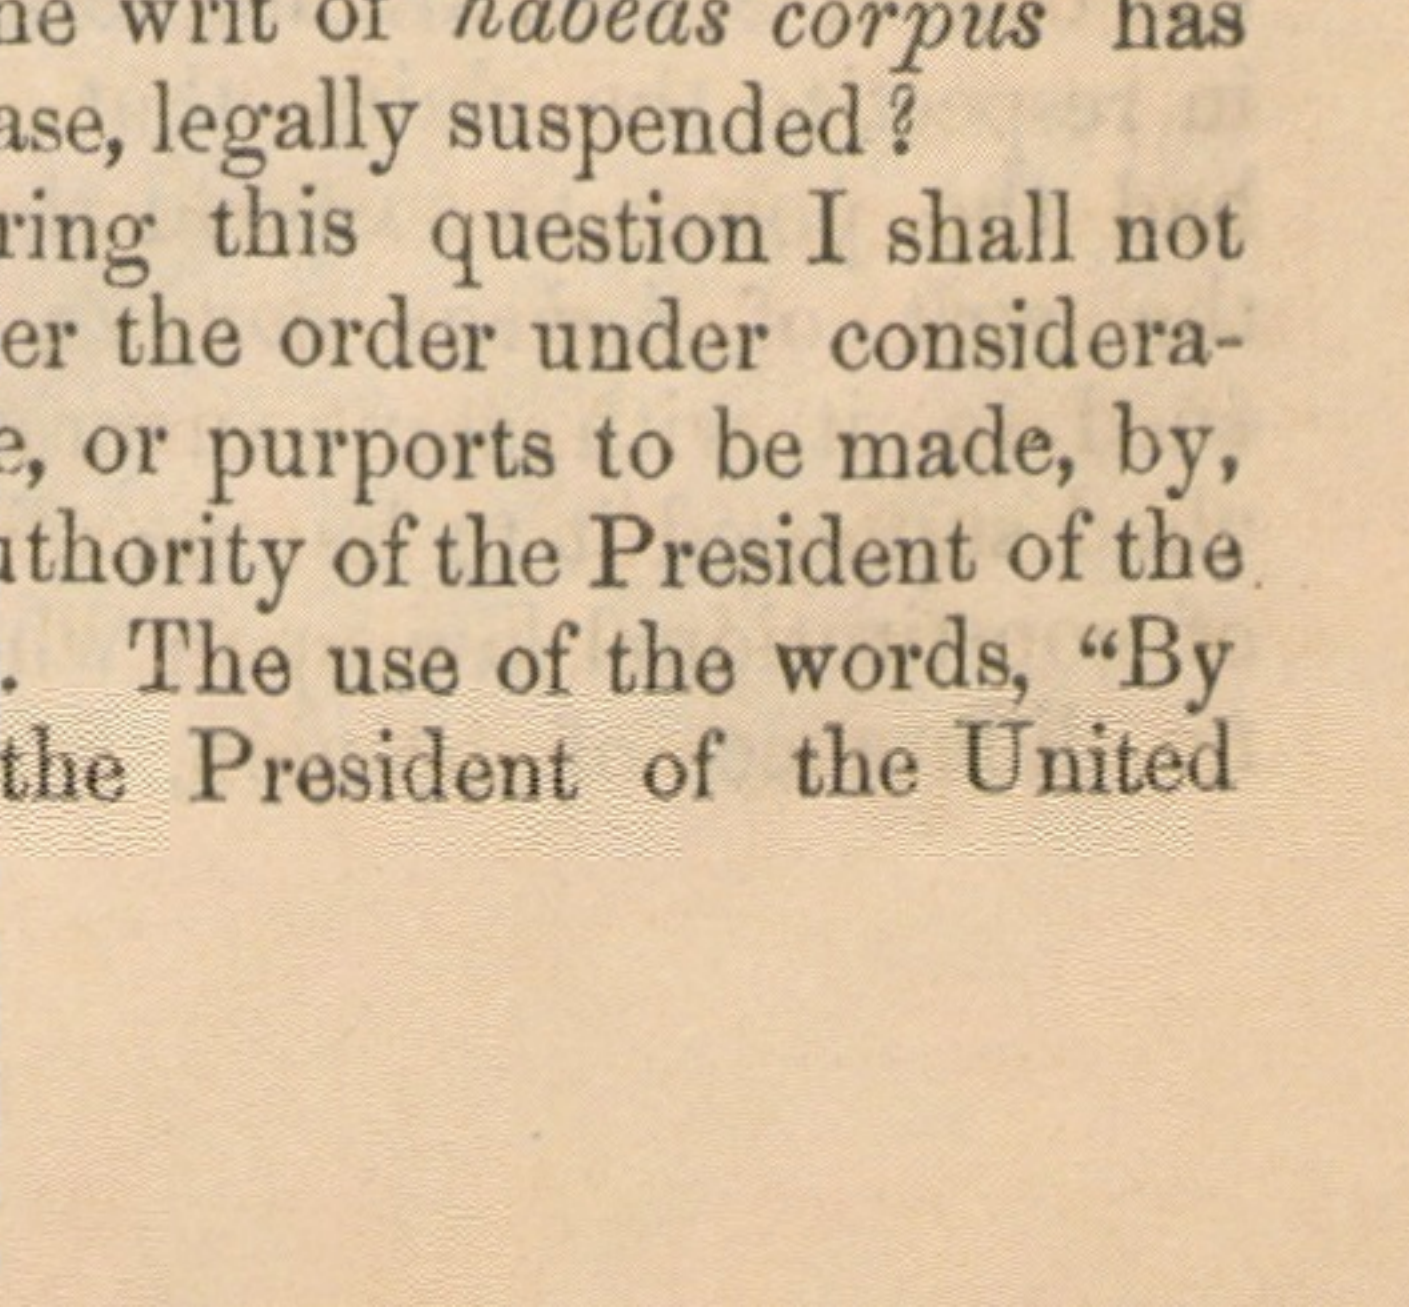 he writ of habeas corpus has
ase, legally suspended?
ring this question I shall not
er the order under considera-
e, or purports to be made, by,
uthority of the President of the
. The use of the words, “By
the President of the United